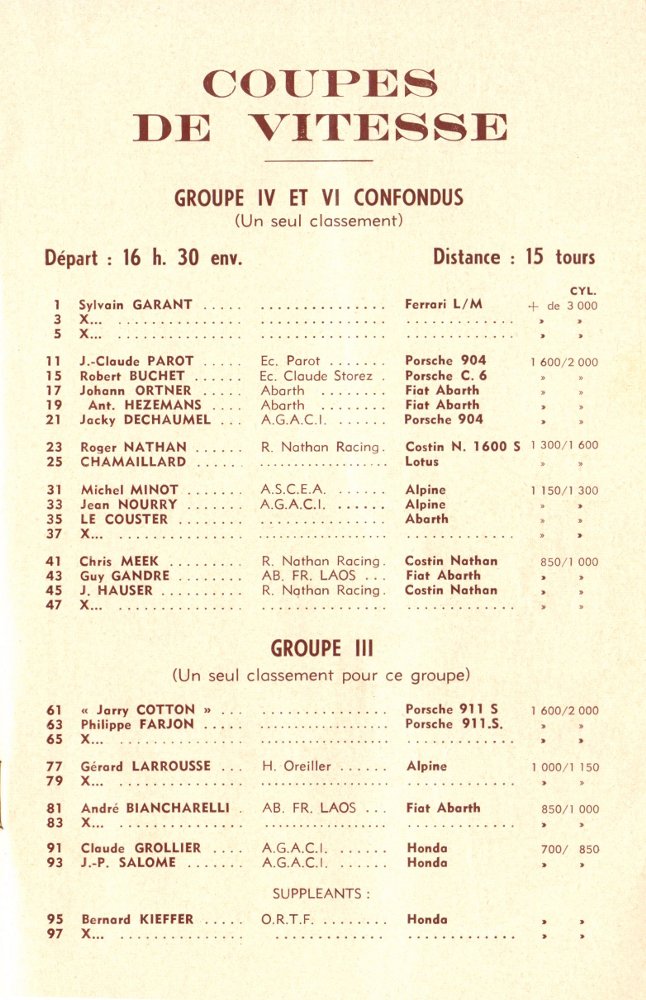 COUPES
DE VITESSE
GROUPE IV ET VI CONFONDUS
(Un seul classement)
Départ : 16 h. 30 env. Distance : 15 tours
CYL.
1 Sylvain GARANT ..... ............... Ferrari L/M + de 3 000
3 X... ............... ............... ............. » »
5 X... ............... ............... ............. » »
11 J.-Claude PAROT ..... Ec. Parot ....... Porsche 904 1 600/2 000
15 Robert BUCHET ...... Ec. Claude Storez . Porsche C. 6 » »
17 Johann ORTNER ..... Abarth ........ Fiat Abarth » »
19 Ant. HEZEMANS .... Abarth ........ Fiat Abarth » »
21 Jacky DECHAUMEL ... A.G.A.C.I. ...... Porsche 904 » »
23 Roger NATHAN ...... R. Nathan Racing. Costin N. 1600 S 1 300/1 600
25 CHAMAILLARD ...... ................ Lotus » »
31 Michel MINOT ....... A.S.C.E.A. ...... Alpine 1 150/1 300
33 Jean NOURRY ....... A.G.A.C.I. ...... Alpine » »
35 LE COUSTER ........ ................ Abarth » »
37 X... ............... ................ ............. » »
41 Chris MEEK ......... R. Nathan Racing. Costin Nathan 850/1 000
43 Guy GANDRE ........ AB. FR. LAOS ... Fiat Abarth » »
45 J. HAUSER .......... R. Nathan Racing. Costin Nathan » »
47 X... ............... ............... ............. » »
GROUPE III
(Un seul classement pour ce groupe)
61 « Jarry COTTON » ... ............... Porsche 911 S 1 600/2 000
63 Philippe FARJON ..... ................ Porsche 911.S. » »
65 X... ............... ............... ............. » »
77 Gérard LARROUSSE ... H. Oreiller ...... Alpine 1 000/1 150
79 X... ............... ................ ............. » »
81 André BIANCHARELLI . AB. FR. LAOS ... Fiat Abarth 850/1 000
83 X... ............... ............... ............. » »
91 Claude GROLLIER .... A.G.A.C.I. ...... Honda 700/ 850
93 J.-P. SALOME ....... A.G.A.C.I. ...... Honda » »
SUPPLEANTS :
95 Bernard KIEFFER ..... O.R.T.F. ........ Honda » »
97 X... ............... ............. ............. » »